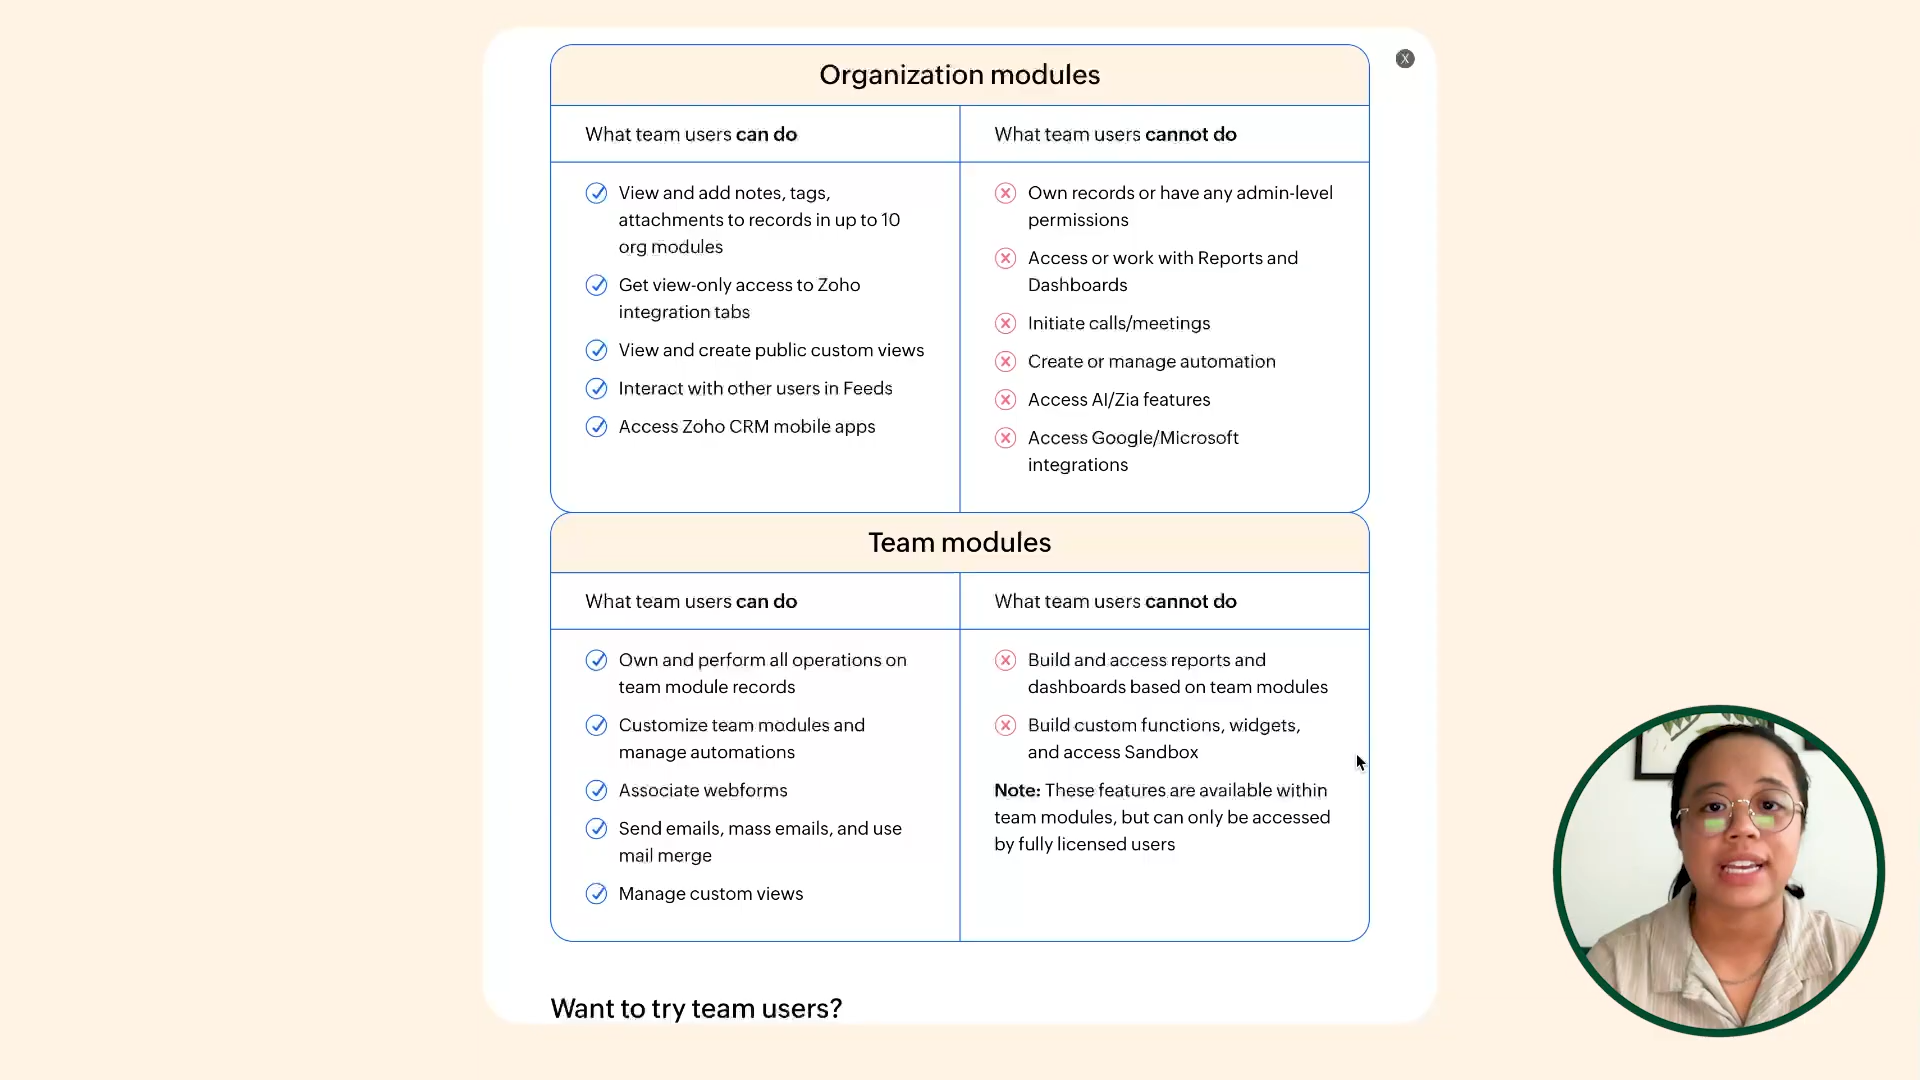 X
Organization modules
What team users can do
What team users cannot do
View and add notes, tags,
attachments to records in up to 10
org modules
Get view-only access to Zoho
integration tabs
View and create public custom views
Interact with other users in Feeds
Access Zoho CRM mobile apps
Own records or have any admin-level
permissions
Access or work with Reports and
Dashboards
Initiate calls/meetings
Create or manage automation
Access AI/Zia features
Access Google/Microsoft
integrations
Team modules
What team users can do
What team users cannot do
Own and perform all operations on
team module records
Customize team modules and
manage automations
Associate webforms
Send emails, mass emails, and use
mail merge
Manage custom views
Build and access reports and
dashboards based on team modules
Build custom functions, widgets,
and access Sandbox
Note: These features are available within
team modules, but can only be accessed
by fully licensed users
Want to try team users?